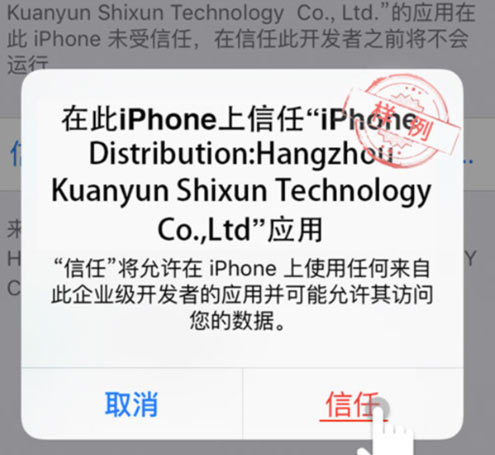 Kuanyun Shixun Technology Co., Ltd.”的应用在
此 iPhone 未受信任，在信任此开发者之前将不会
运行
样例
在此iPhone上信任“iPhone
Distribution:Hangzhou
Kuanyun Shixun Technology
Co.,Ltd”应用
“信任”将允许在 iPhone 上使用任何来自
此企业级开发者的应用并可能允许其访问
您的数据。
信
来
H
Y
C
取消
信任